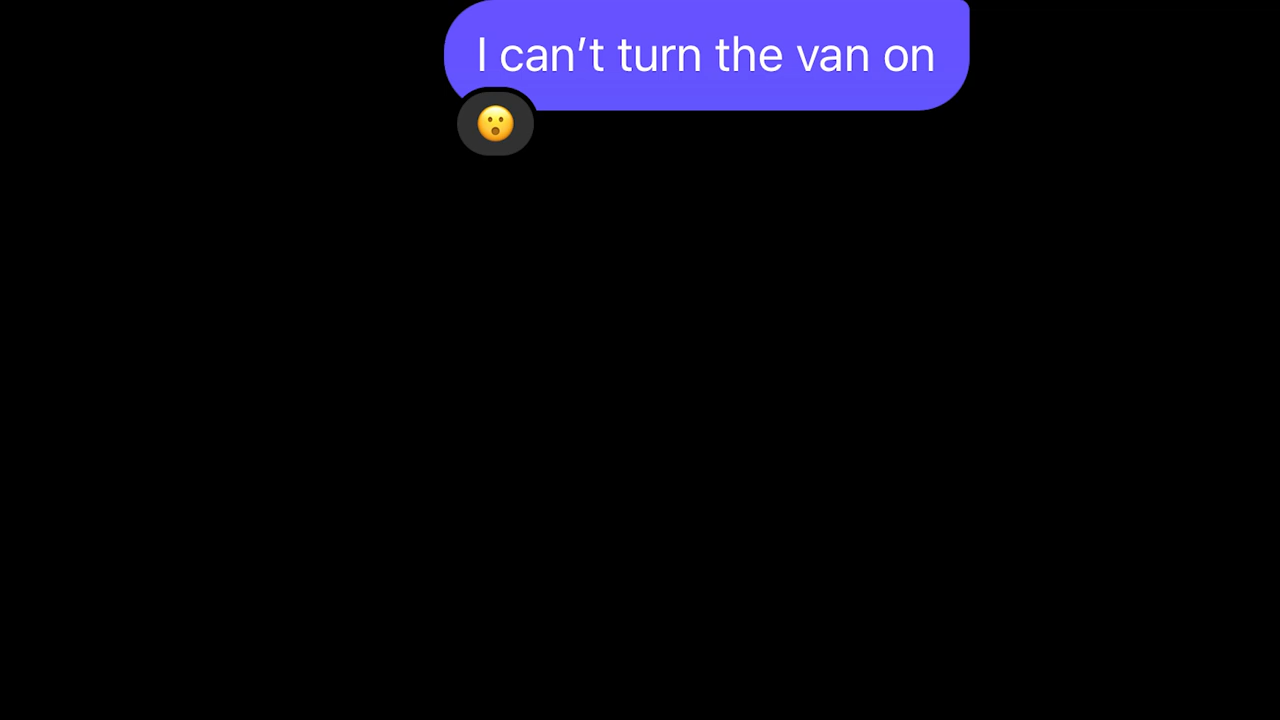 I can’t turn the van on
😮